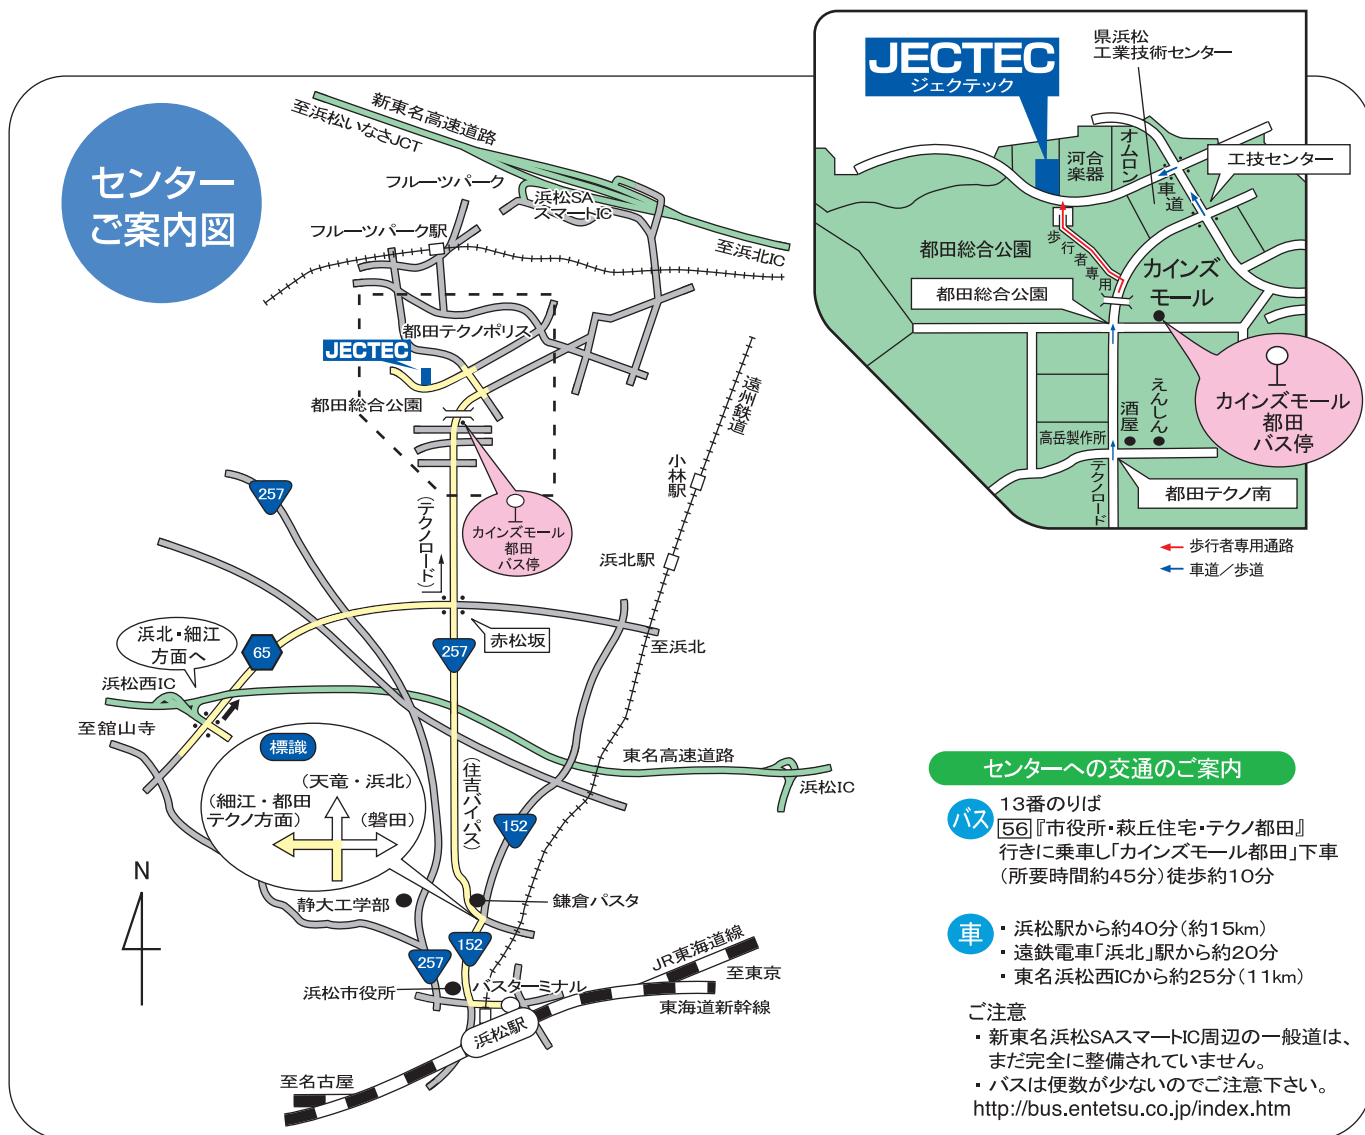 センター
ご案内図
新東名高速道路
至浜松いなさJCT
フルーツパーク
浜松SA
スマートIC
至浜北IC
フルーツパーク駅
都田テクノポリス
JECTEC
都田総合公園
遠州鉄道
小林駅
浜北駅
257
(テクノロード)
カインズモール
都田
バス停
浜北・細江
方面へ
65
赤松坂
257
至浜北
浜松西IC
至舘山寺
標識
(天竜・浜北)
(細江・都田
テクノ方面)
(磐田)
(住吉バイパス)
東名高速道路
浜松IC
152
N
静大工学部
鎌倉パスタ
152
257
浜松市役所
バスターミナル
JR東海道線
至東京
東海道新幹線
浜松駅
至名古屋
JECTEC
ジェクテック
県浜松
工業技術センター
河合
楽器
オムロン
工技センター
車道
歩行者専用
都田総合公園
都田総合公園
カインズ
モール
カインズモール
都田
バス停
えんしん
酒屋
高岳製作所
テクノロード
都田テクノ南
歩行者専用通路
車道／歩道
センターへの交通のご案内
バス
13番のりば
56『市役所・萩丘住宅・テクノ都田』
行きに乗車し「カインズモール都田」下車
(所要時間約45分)徒歩約10分
車
・ 浜松駅から約40分(約15km)
・ 遠鉄電車「浜北」駅から約20分
・ 東名浜松西ICから約25分(11km)
ご注意
・ 新東名浜松SAスマートIC周辺の一般道は、
まだ完全に整備されていません。
・ バスは便数が少ないのでご注意下さい。
http://bus.entetsu.co.jp/index.htm